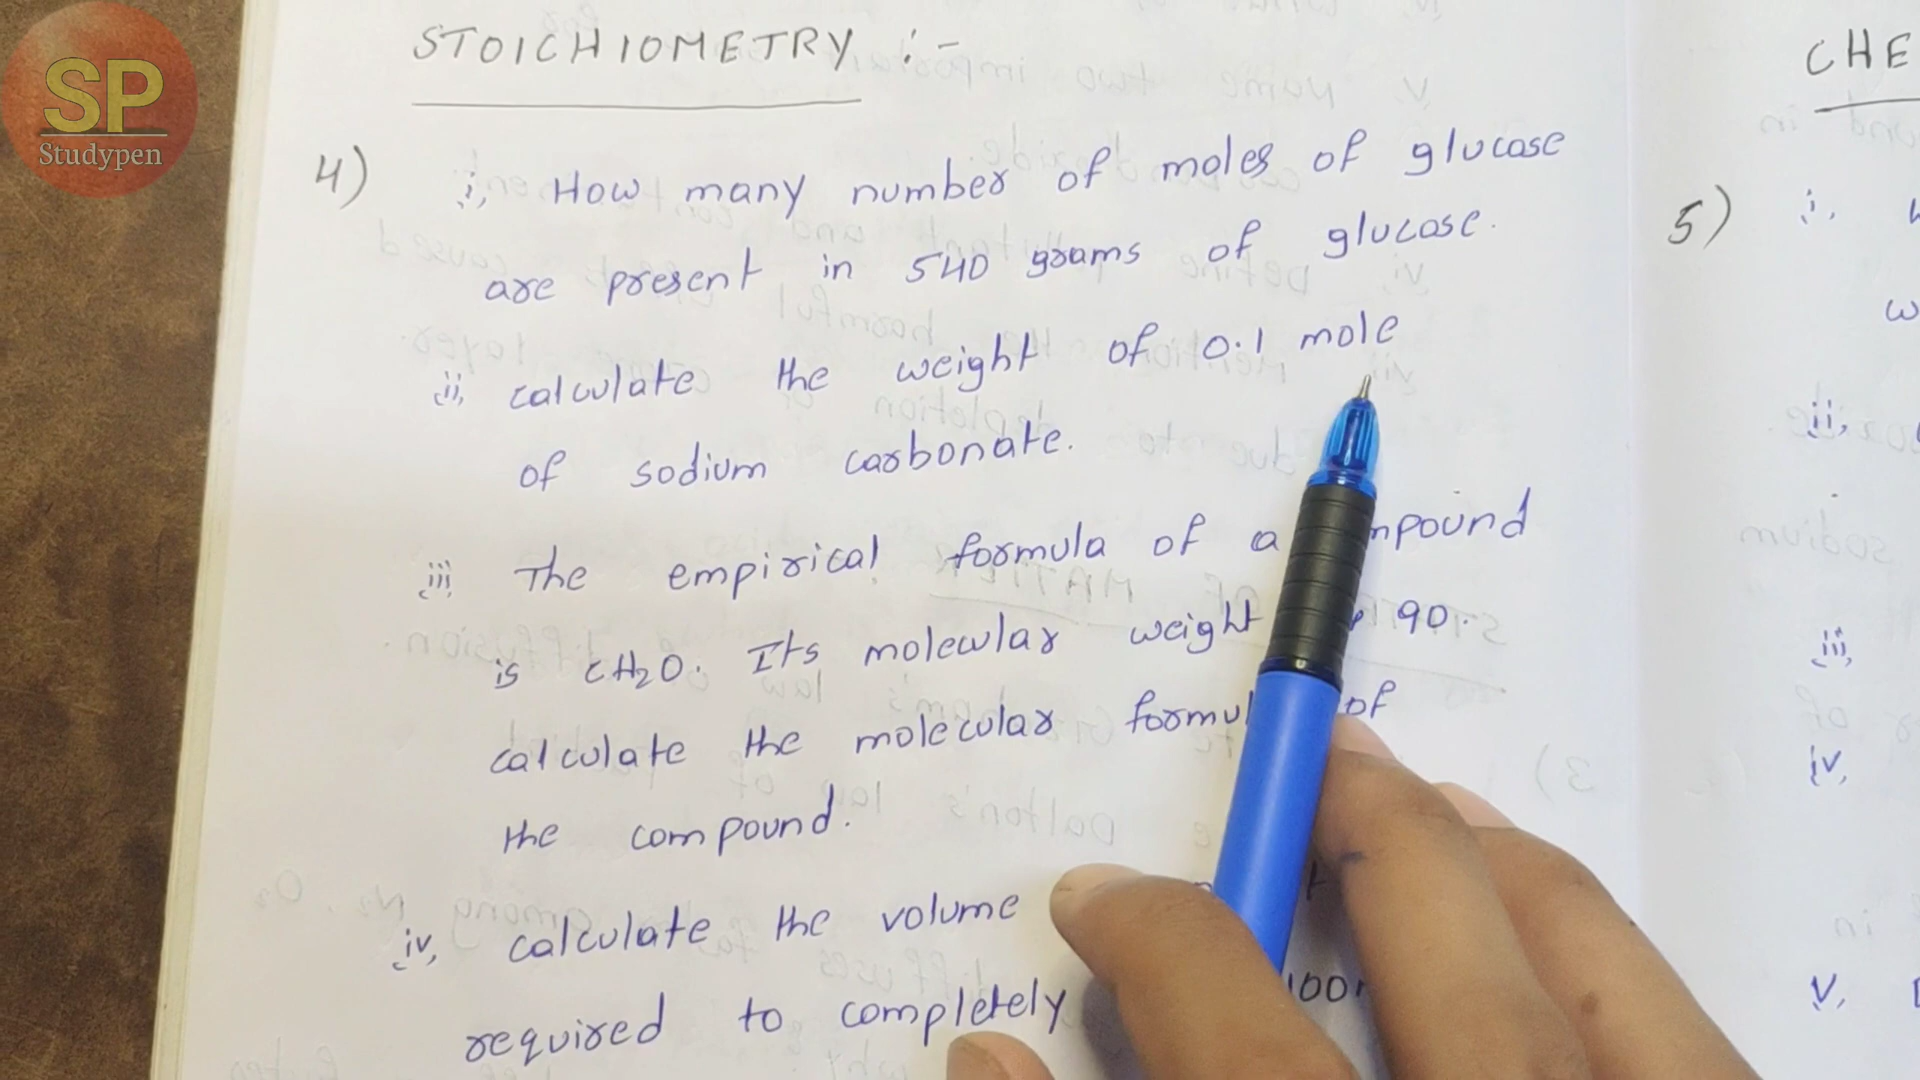 SP
Studypen
STOICHIOMETRY :-
4) i, How many number of moles of glucose
are present in 540 grams of glucose.
ii, calculate the weight of 0.1 mole
of sodium carbonate.
iii, The empirical formula of a
is CH2O. Its molecular weight 90.
calculate the molecular of
the compound.
iv, calculate the volume
required to completely
CHE
5) i.
ii,
iii,
iv,
V.